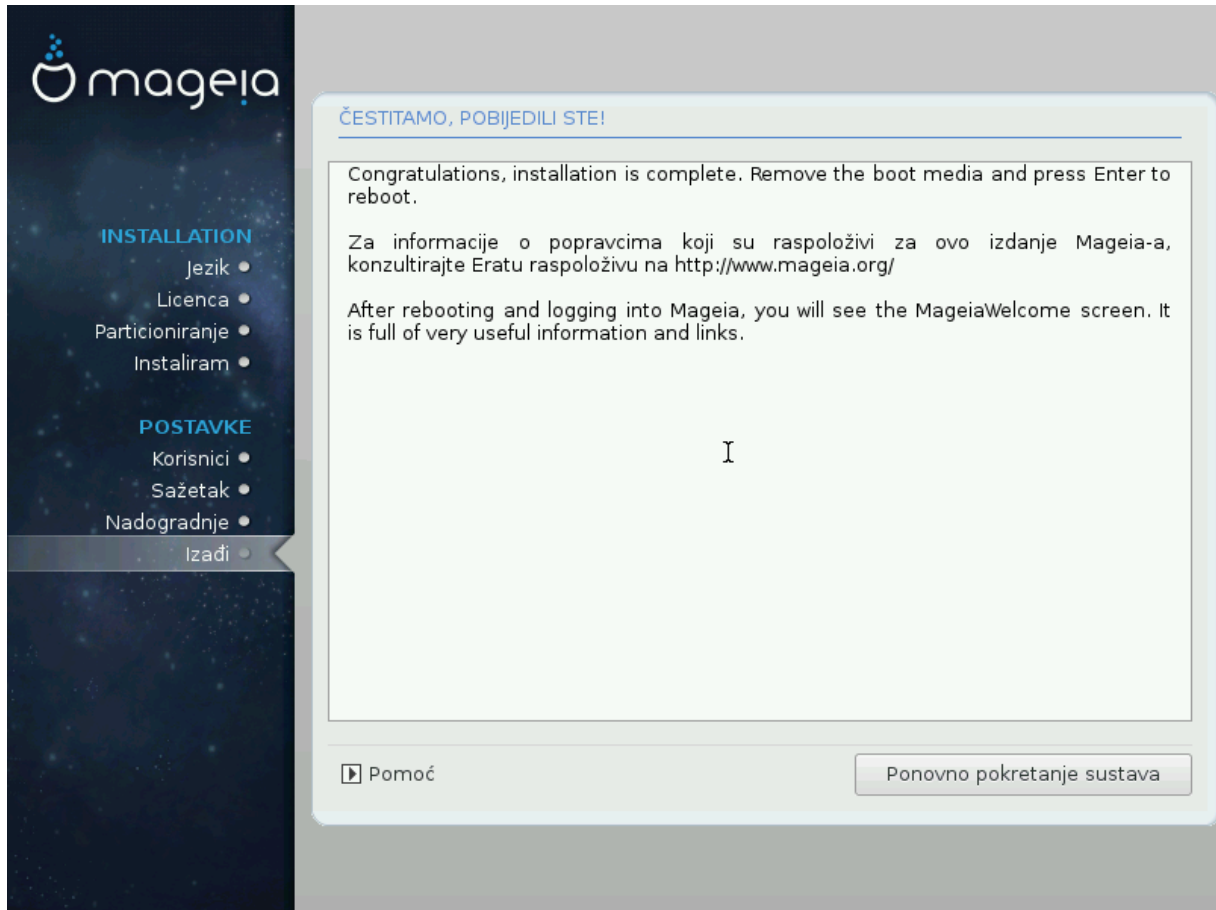 mageia
INSTALLATION
Jezik
Licenca
Particioniranje
Instaliram
POSTAVKE
Korisnici
Sažetak
Nadogradnje
Izađi
ČESTITAMO, POBIJEDILI STE!
Congratulations, installation is complete. Remove the boot media and press Enter to
reboot.
Za informacije o popravcima koji su raspoloživi za ovo izdanje Mageia-a,
konzultirajte Eratu raspoloživu na http://www.mageia.org/
After rebooting and logging into Mageia, you will see the MageiaWelcome screen. It
is full of very useful information and links.
Pomoć
Ponovno pokretanje sustava